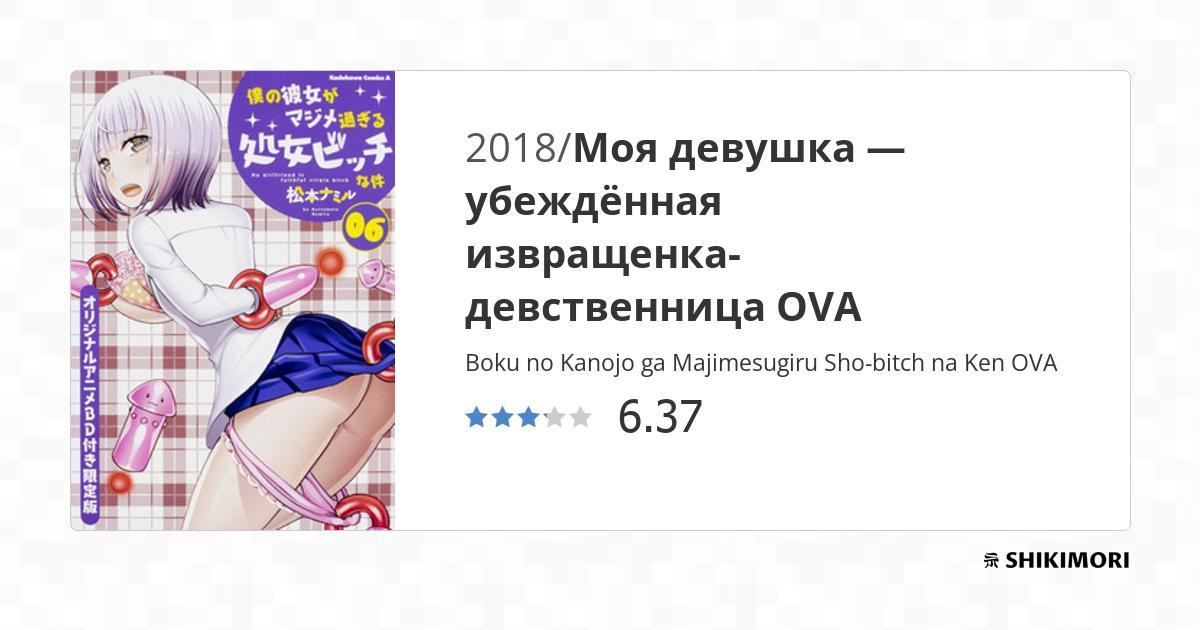 Kadokawa Comics A
僕の彼女が
マジメ過ぎる
処女ビッチ
な件
My girlfriend is
faithful virgin bitch
松本ナミル
by Matsumoto
Namiru
06
オリジナルアニメBD付き限定版
2018/Моя девушка —
убеждённая
извращенка-
девственница OVA
Boku no Kanojo ga Majimesugiru Sho-bitch na Ken OVA
6.37
SHIKIMORI